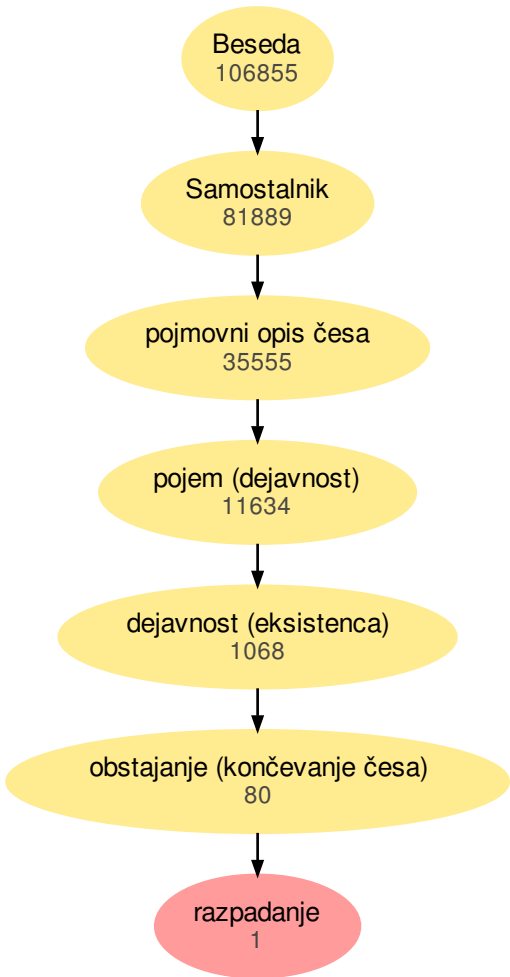 Beseda
106855
Samostalnik
81889
pojmovni opis česa
35555
pojem (dejavnost)
11634
dejavnost (eksistenca)
1068
obstajanje (končevanje česa)
80
razpadanje
1